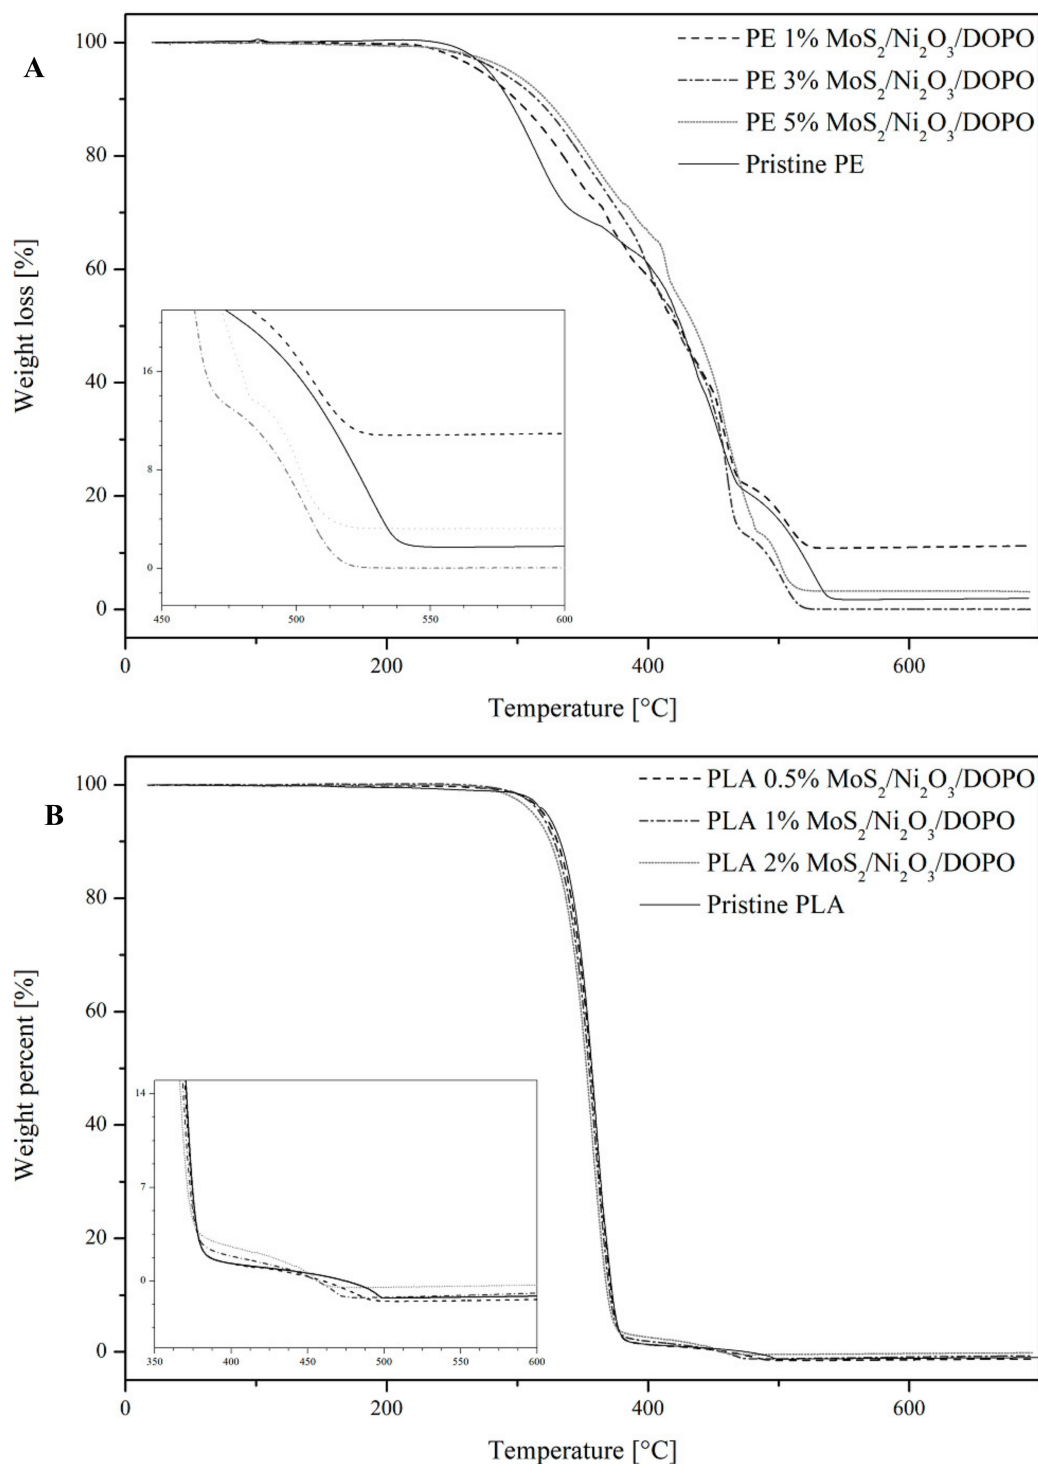 A
100
80
60
40
20
0
Weight loss [%]
PE 1% MoS₂/Ni₂O₃/DOPO
PE 3% MoS₂/Ni₂O₃/DOPO
PE 5% MoS₂/Ni₂O₃/DOPO
Pristine PE
16
8
0
450
500
550
600
0
200
400
600
Temperature [°C]
B
100
80
60
40
20
0
Weight percent [%]
PLA 0.5% MoS₂/Ni₂O₃/DOPO
PLA 1% MoS₂/Ni₂O₃/DOPO
PLA 2% MoS₂/Ni₂O₃/DOPO
Pristine PLA
14
7
0
350
400
450
500
550
600
0
200
400
600
Temperature [°C]